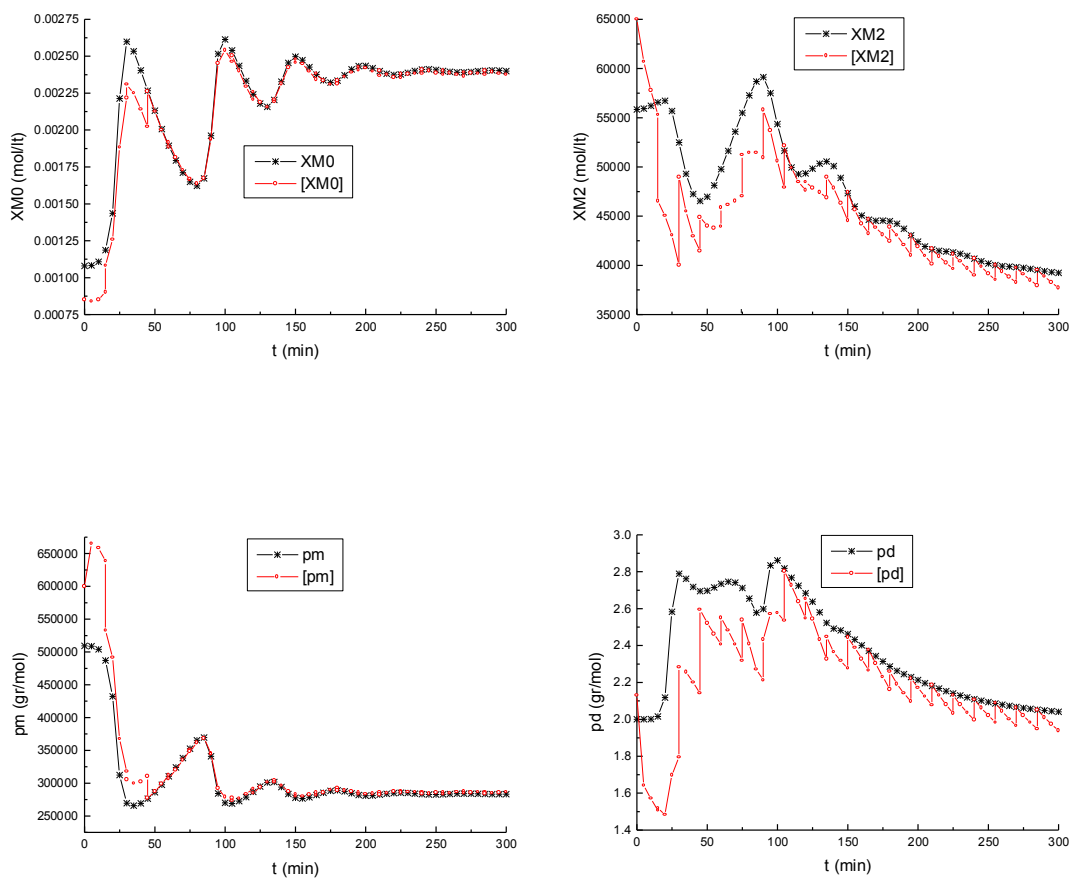 XM0 (mol/lt)
0.00275
0.00250
0.00225
0.00200
0.00175
0.00150
0.00125
0.00100
0.00075
XM0
[XM0]
0 50 100 150 200 250 300
t (min)
XM2 (mol/lt)
65000
60000
55000
50000
45000
40000
35000
XM2
[XM2]
0 50 100 150 200 250 300
t (min)
pm (gr/mol)
650000
600000
550000
500000
450000
400000
350000
300000
250000
pm
[pm]
0 50 100 150 200 250 300
t (min)
pd (gr/mol)
3.0
2.8
2.6
2.4
2.2
2.0
1.8
1.6
1.4
pd
[pd]
0 50 100 150 200 250 300
t (min)